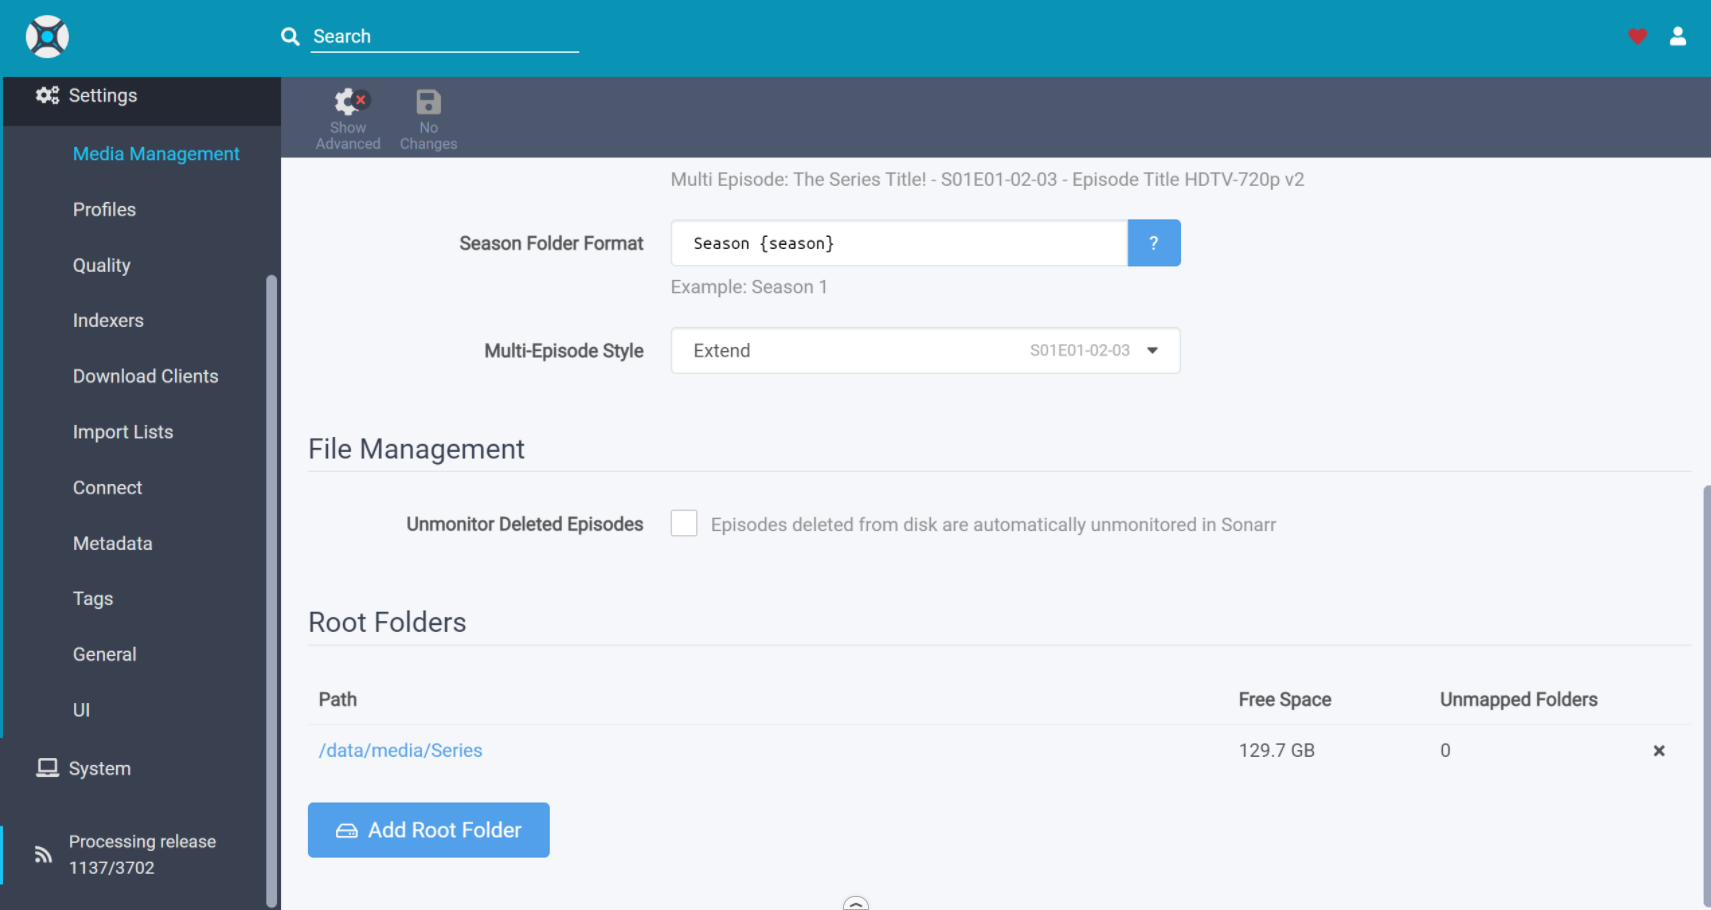 Search
Settings
Media Management
Profiles
Quality
Indexers
Download Clients
Import Lists
Connect
Metadata
Tags
General
UI
System
Processing release
1137/3702
Show
Advanced
No
Changes
Multi Episode: The Series Title! - S01E01-02-03 - Episode Title HDTV-720p v2
Season Folder Format
Season {season}
?
Example: Season 1
Multi-Episode Style
Extend
S01E01-02-03
File Management
Unmonitor Deleted Episodes
Episodes deleted from disk are automatically unmonitored in Sonarr
Root Folders
Path Free Space Unmapped Folders
/data/media/Series 129.7 GB 0
Add Root Folder